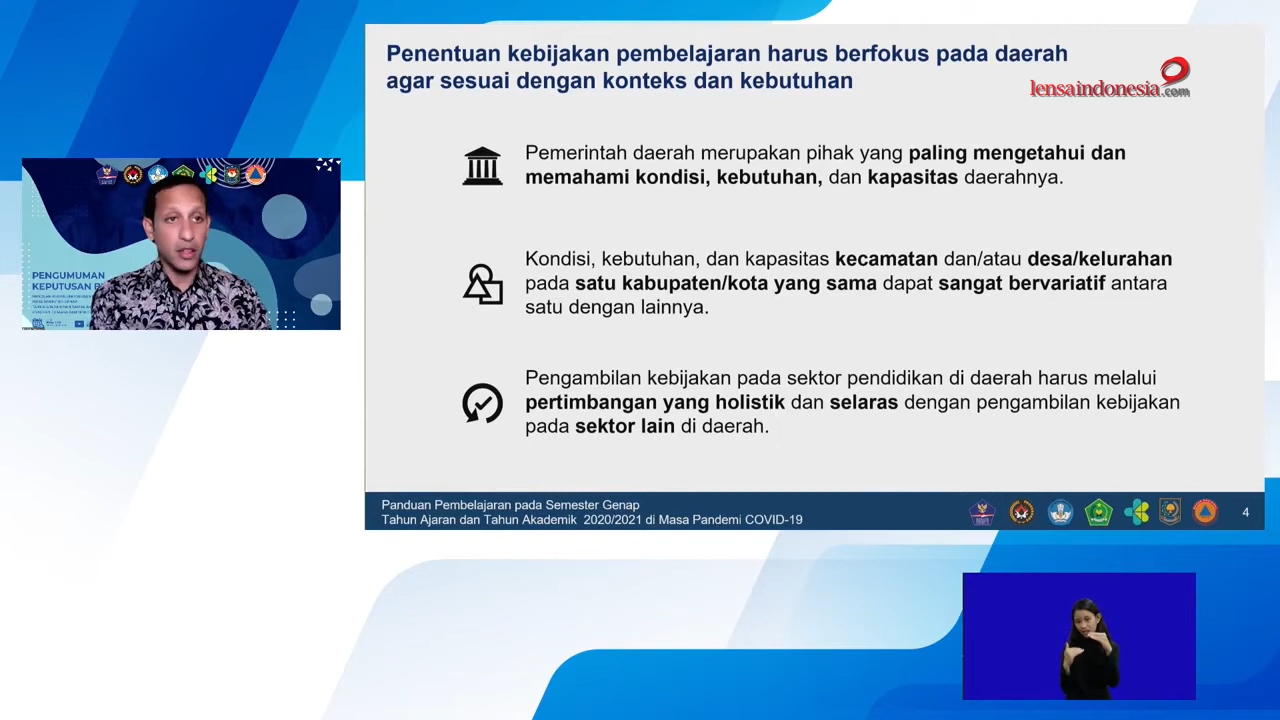 Penentuan kebijakan pembelajaran harus berfokus pada daerah
agar sesuai dengan konteks dan kebutuhan
lensaindonesia.com
Pemerintah daerah merupakan pihak yang paling mengetahui dan
memahami kondisi, kebutuhan, dan kapasitas daerahnya.
Kondisi, kebutuhan, dan kapasitas kecamatan dan/atau desa/kelurahan
pada satu kabupaten/kota yang sama dapat sangat bervariatif antara
satu dengan lainnya.
Pengambilan kebijakan pada sektor pendidikan di daerah harus melalui
pertimbangan yang holistik dan selaras dengan pengambilan kebijakan
pada sektor lain di daerah.
PENGUMUMAN
KEPUTUSAN
Panduan Pembelajaran pada Semester Genap
Tahun Ajaran dan Tahun Akademik 2020/2021 di Masa Pandemi COVID-19
4